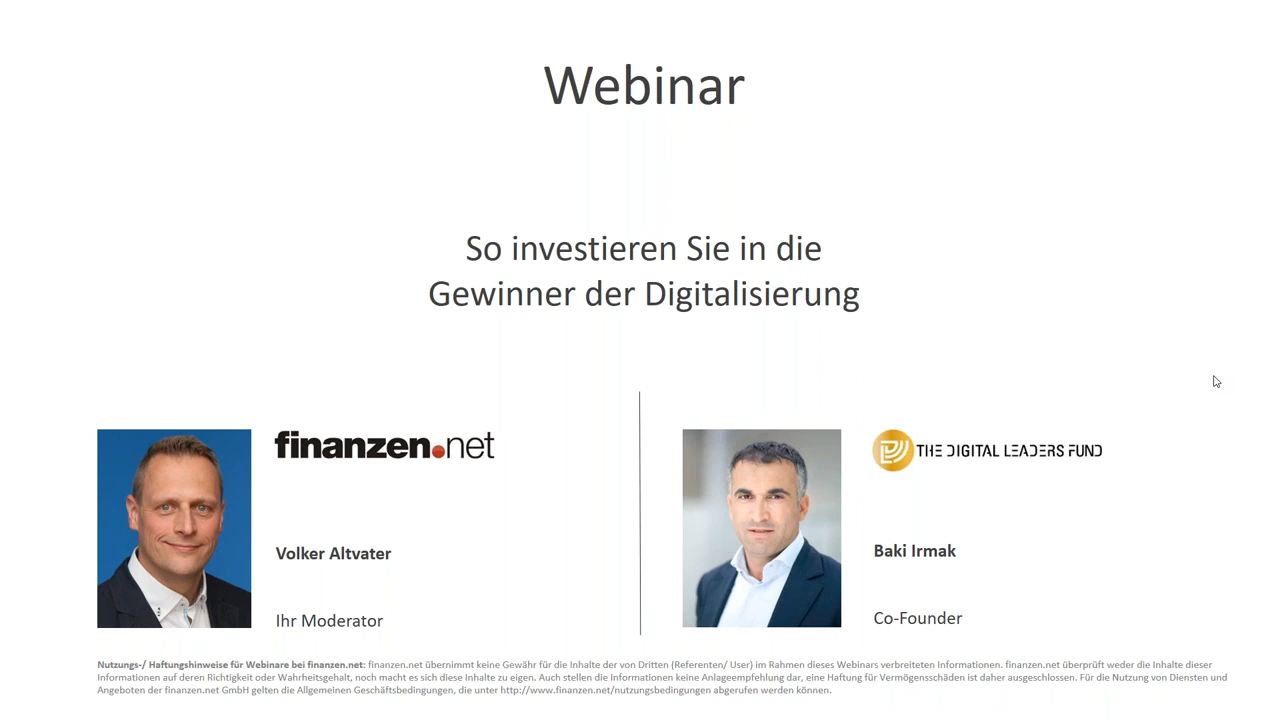 Webinar
So investieren Sie in die
Gewinner der Digitalisierung
finanzen.net
Volker Altvater
Ihr Moderator
THE DIGITAL LEADERS FUND
Baki Irmak
Co-Founder
Nutzungs-/ Haftungshinweise für Webinare bei finanzen.net: finanzen.net übernimmt keine Gewähr für die Inhalte der von Dritten (Referenten/ User) im Rahmen dieses Webinars verbreiteten Informationen. finanzen.net überprüft weder die Inhalte dieser
Informationen auf deren Richtigkeit oder Wahrheitsgehalt, noch macht es sich diese Inhalte zu eigen. Auch stellen die Informationen keine Anlageempfehlung dar, eine Haftung für Vermögensschäden ist daher ausgeschlossen. Für die Nutzung von Diensten und
Angeboten der finanzen.net GmbH gelten die Allgemeinen Geschäftsbedingungen, die unter http://www.finanzen.net/nutzungsbedingungen abgerufen werden können.